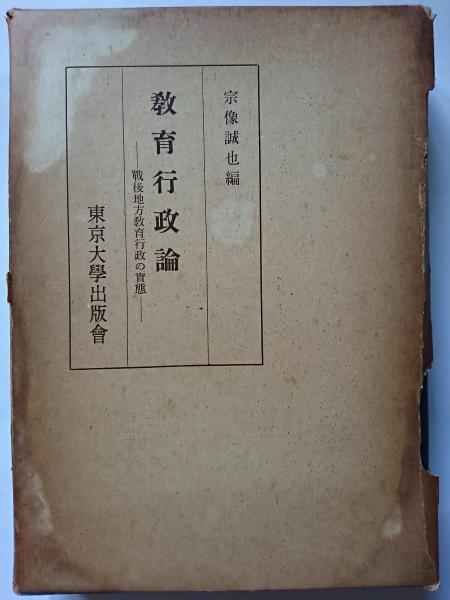 宗像誠也編
教育行政論
——戰後地方教育行政の實態——
東京大學出版會